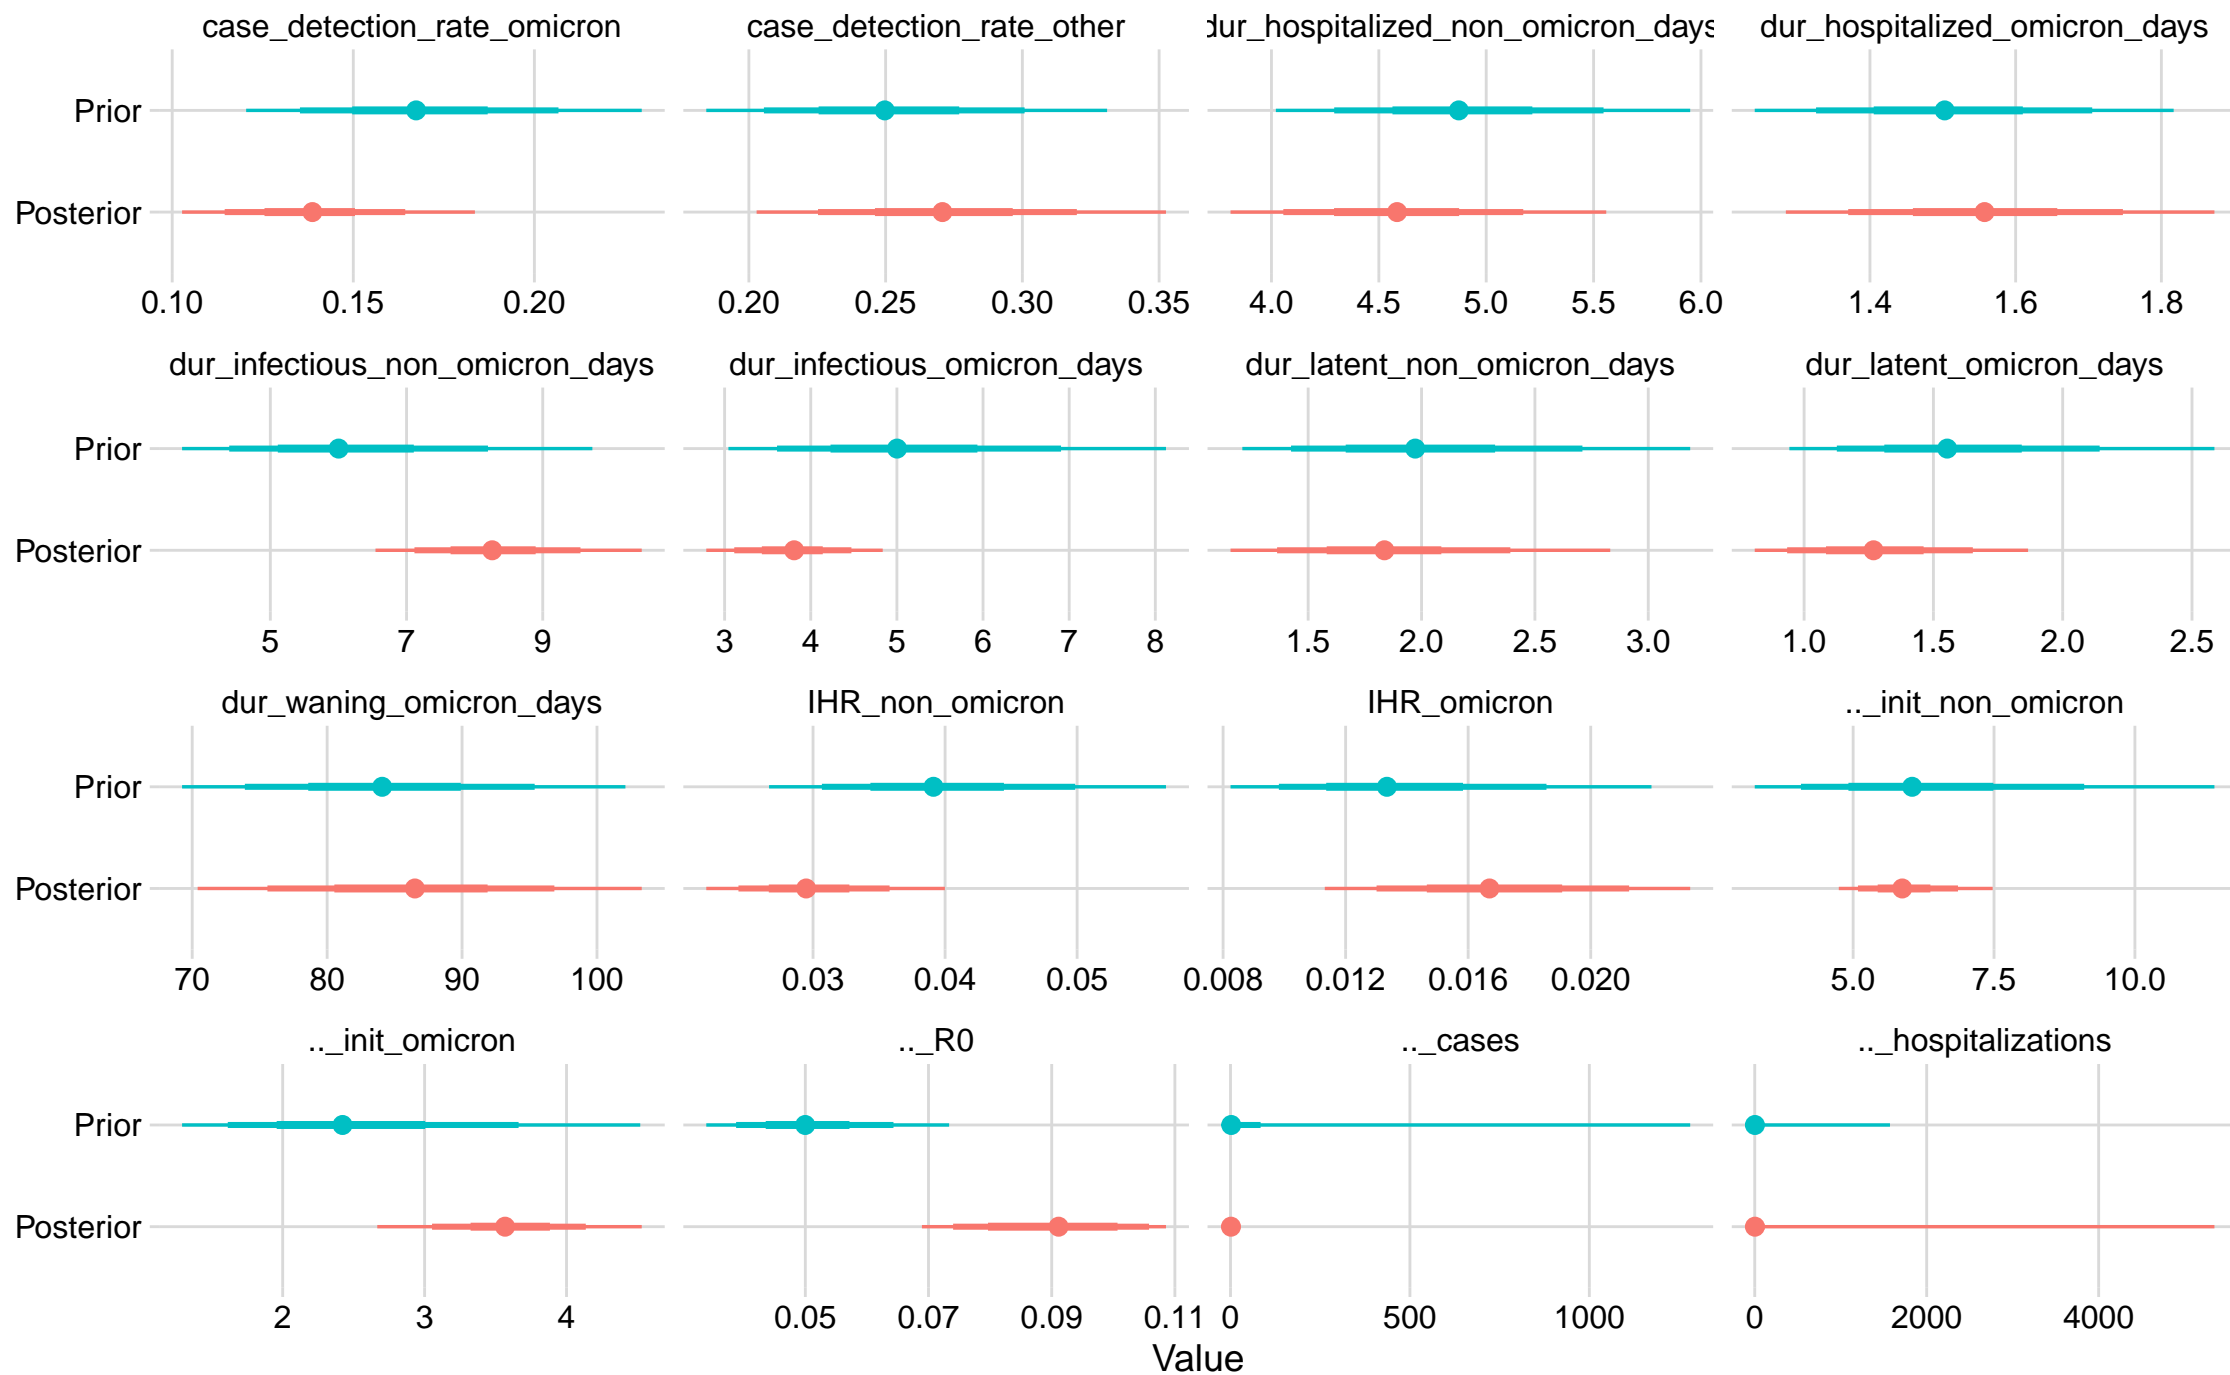 case_detection_rate_omicron case_detection_rate_other dur_hospitalized_non_omicron_days dur_hospitalized_omicron_days
Prior
Posterior
0.10 0.15 0.20 0.20 0.25 0.30 0.35 4.0 4.5 5.0 5.5 6.0 1.4 1.6 1.8
dur_infectious_non_omicron_days dur_infectious_omicron_days dur_latent_non_omicron_days dur_latent_omicron_days
Prior
Posterior
5 7 9 3 4 5 6 7 8 1.5 2.0 2.5 3.0 1.0 1.5 2.0 2.5
dur_waning_omicron_days IHR_non_omicron IHR_omicron .._init_non_omicron
Prior
Posterior
70 80 90 100 0.03 0.04 0.05 0.008 0.012 0.016 0.020 5.0 7.5 10.0
.._init_omicron .._R0 .._cases .._hospitalizations
Prior
Posterior
2 3 4 0.05 0.07 0.09 0.11 0 500 1000 0 2000 4000
Value